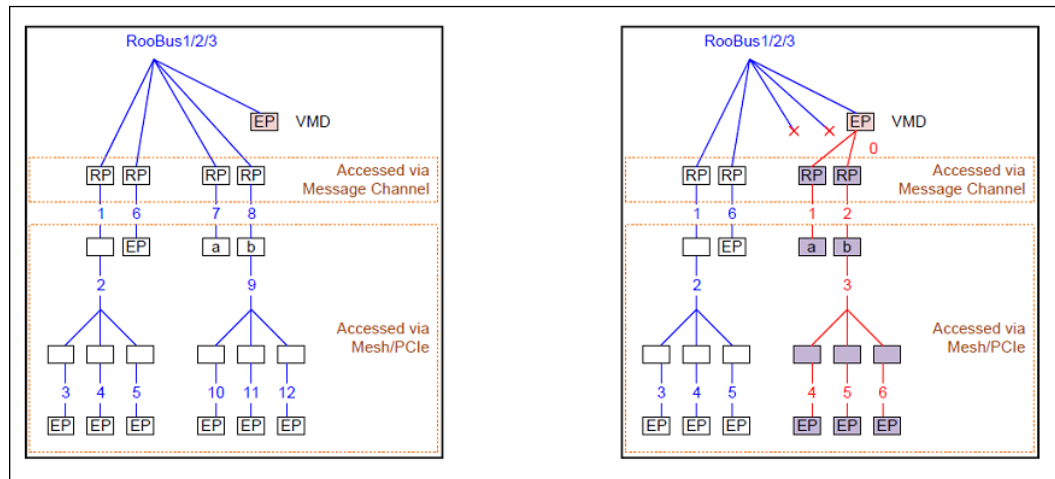 RooBus1/2/3
EP VMD
Accessed via
Message Channel
RP RP RP RP
1 6 7 8
EP a b
2 9
Accessed via
Mesh/PCIe
3 4 5 10 11 12
EP EP EP EP EP EP
RooBus1/2/3
EP VMD
0
Accessed via
Message Channel
RP RP RP RP
1 6 1 2
EP a b
2 3
Accessed via
Mesh/PCIe
3 4 5 4 5 6
EP EP EP EP EP EP